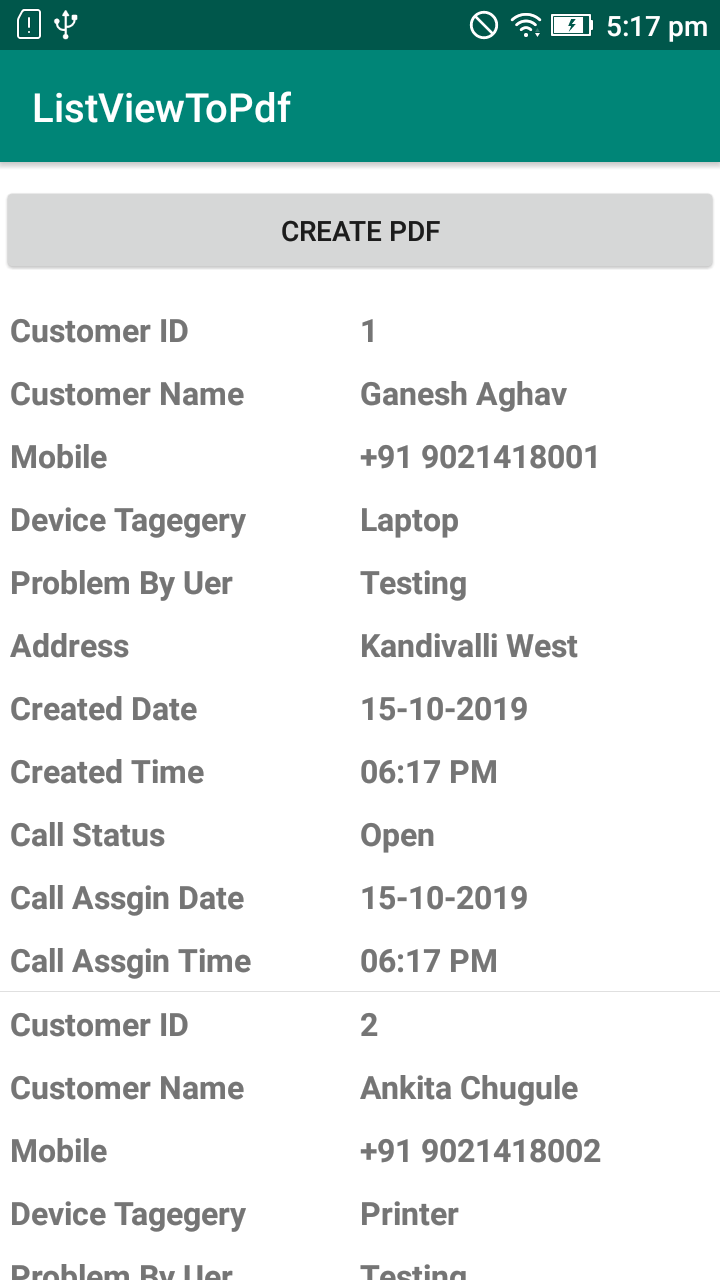 5:17 pm
ListViewToPdf
CREATE PDF
Customer ID 1
Customer Name Ganesh Aghav
Mobile +91 9021418001
Device Tagegery Laptop
Problem By Uer Testing
Address Kandivalli West
Created Date 15-10-2019
Created Time 06:17 PM
Call Status Open
Call Assgin Date 15-10-2019
Call Assgin Time 06:17 PM
Customer ID 2
Customer Name Ankita Chugule
Mobile +91 9021418002
Device Tagegery Printer
Problem By Uer Testing